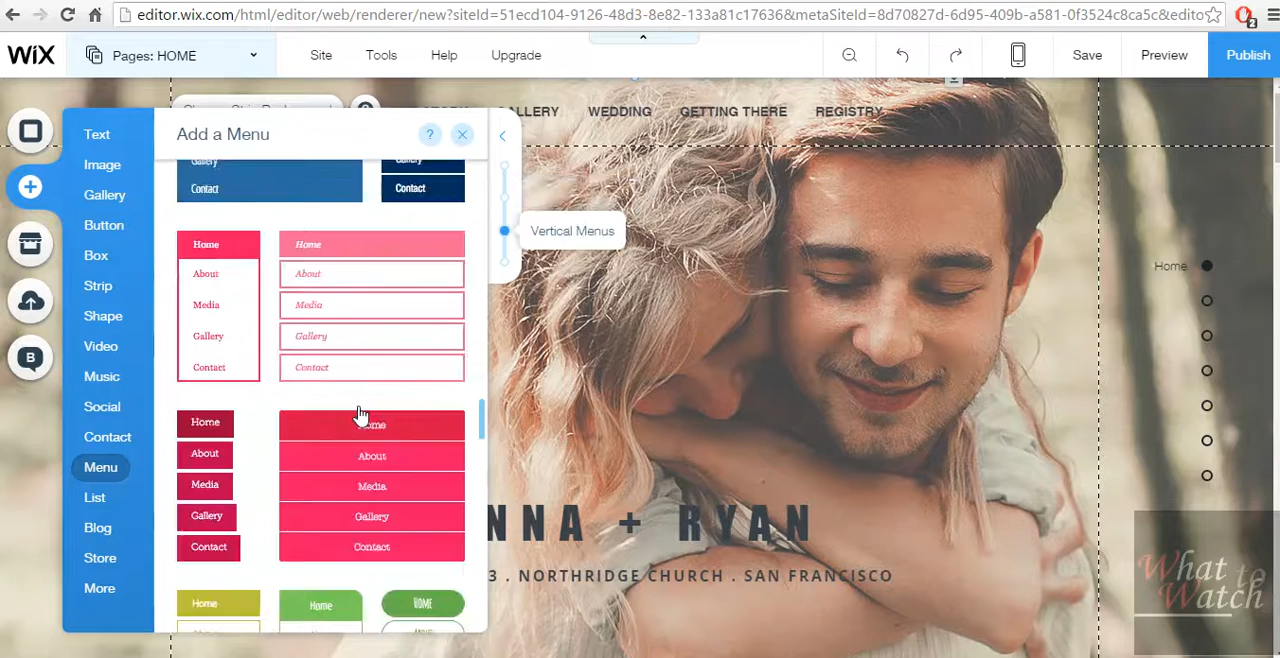 editor.wix.com/html/editor/web/renderer/new?siteId=51ecd104-9126-48d3-8e82-133a81c17636&metaSiteId=8d70827d-6d95-409b-a581-0f3524c8ca5c&edito
2
WiX
Pages: HOME
Site
Tools
Help
Upgrade
Save
Preview
Publish
GALLERY
WEDDING
GETTING THERE
REGISTRY
Add a Menu
?
Text
Image
Gallery
Button
Box
Strip
Shape
Video
Music
Social
Contact
Menu
List
Blog
Store
More
B
Gallery
Contact
Gallery
Contact
Home
About
Media
Gallery
Contact
Home
About
Media
Gallery
Contact
Home
About
Media
Gallery
Contact
Home
About
Media
Gallery
Contact
Home
Home
HOME
Vertical Menus
Home
NNA + RYAN
3 . NORTHRIDGE CHURCH . SAN FRANCISCO
What to
Watch